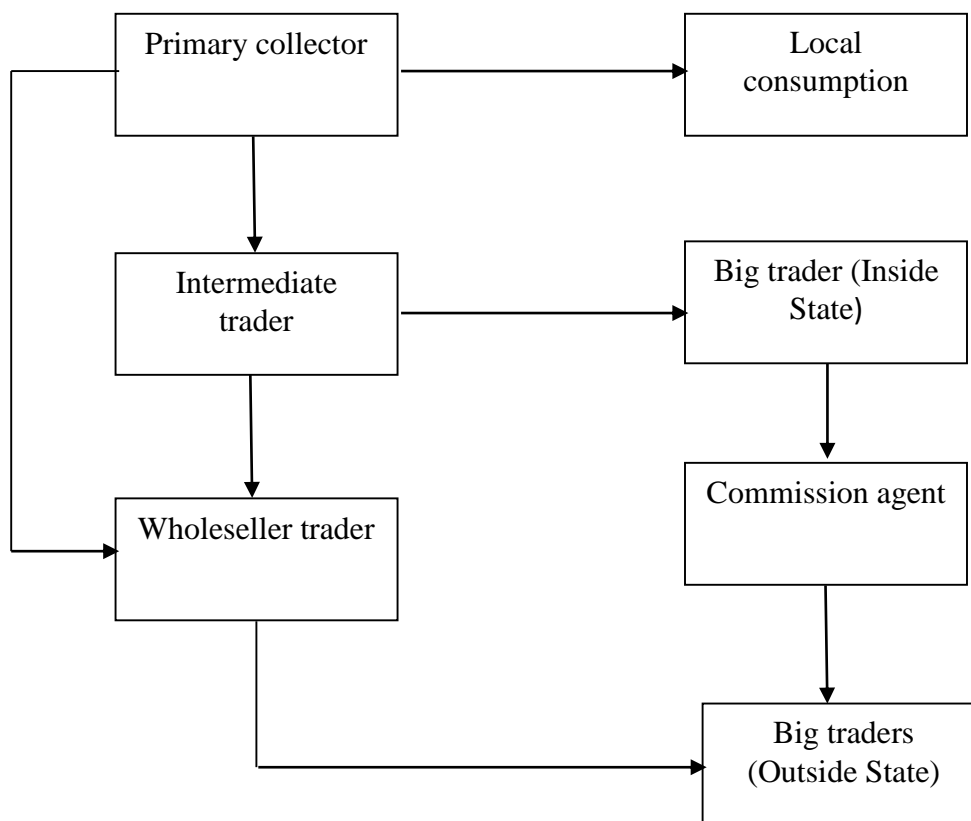 Primary collector
Local
consumption
Intermediate
trader
Big trader (Inside
State)
Commission agent
Wholeseller trader
Big traders
(Outside State)